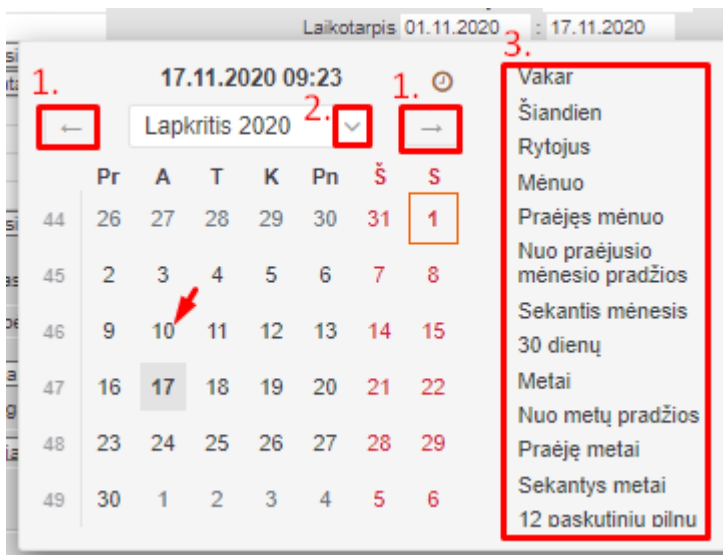 Laikotarpis 01.11.2020 : 17.11.2020
3.
1. 17.11.2020 09:23 1.
← Lapkritis 2020 2. →
Pr A T K Pn Š S
44 26 27 28 29 30 31 1
45 2 3 4 5 6 7 8
46 9 10 11 12 13 14 15
47 16 17 18 19 20 21 22
48 23 24 25 26 27 28 29
49 30 1 2 3 4 5 6
Vakar
Šiandien
Rytojus
Mėnuo
Praėjęs mėnuo
Nuo praėjusio
mėnesio pradžios
Sekantis mėnesis
30 dienų
Metai
Nuo metų pradžios
Praėję metai
Sekantys metai
12 paskutinių pilnų